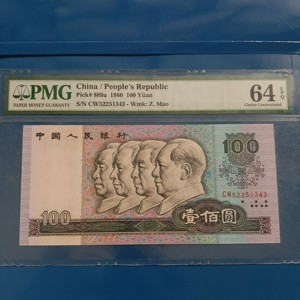 PMG
PAPER MONEY GUARANTY
China / People's Republic
Pick# 889a 1980 100 Yüan
S/N CW52251343 - Wmk: Z. Mao
64 EPQ
Choice Uncirculated
中国人民银行
100
CW52251343
100
壹佰圆